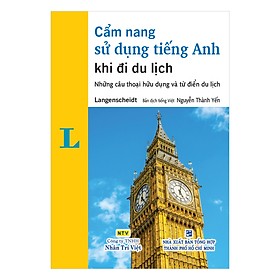 Cẩm nang
sử dụng tiếng Anh
khi đi du lịch
Những câu thoại hữu dụng và từ điển du lịch
Langenscheidt Bản dịch tiếng Việt Nguyễn Thành Yến
L
NTV
Công ty TNHH
Nhân Trí Việt
NHÀ XUẤT BẢN TỔNG HỢP
THÀNH PHỐ HỒ CHÍ MINH